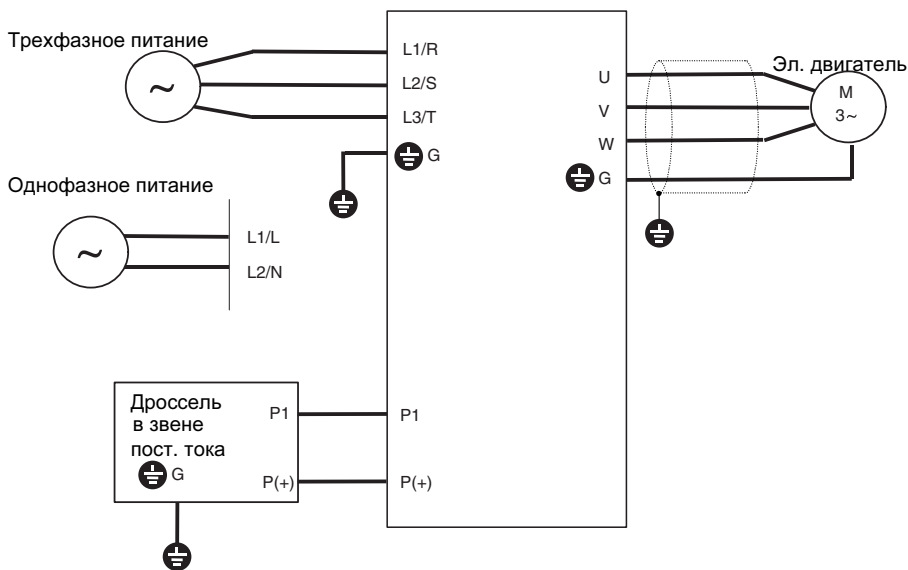 Трехфазное питание
~
L1/R
L2/S
L3/T
G
Однофазное питание
~
L1/L
L2/N
U
V
W
G
Эл. двигатель
M
3~
Дроссель
в звене
пост. тока
G
P1
P(+)
P1
P(+)